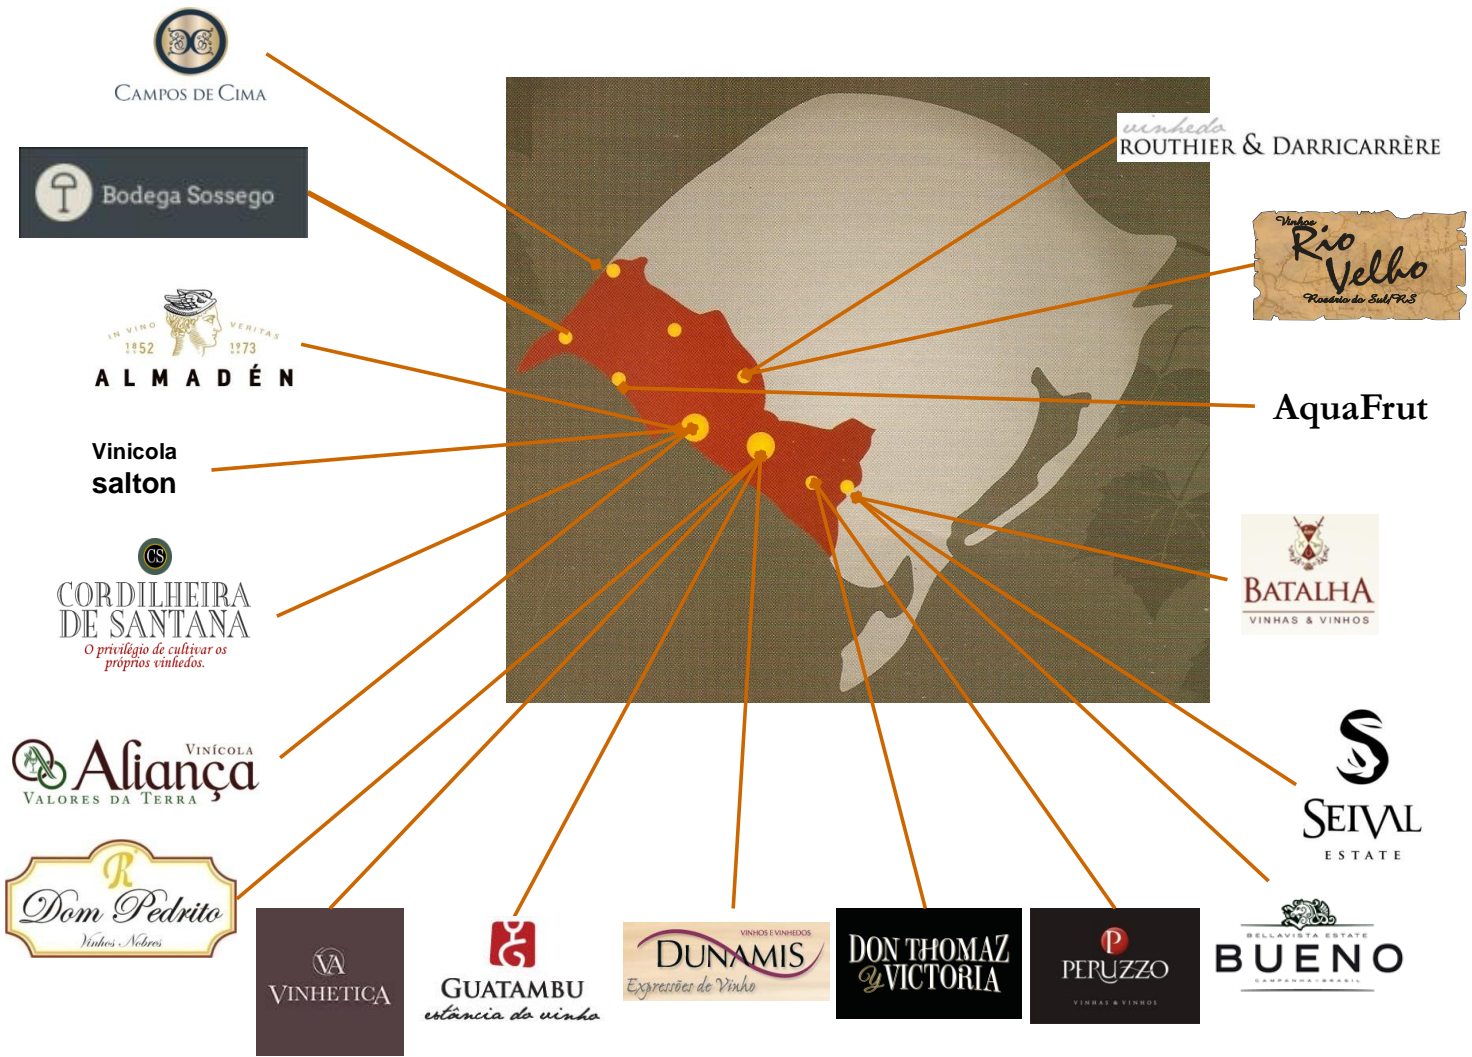 CAMPOS DE CIMA
Bodega Sossego
IN VINO VERITAS
1852 1973
ALMADÉN
Vinicola
salton
CS
CORDILHEIRA
DE SANTANA
O privilégio de cultivar os
próprios vinhedos.
VINÍCOLA
Aliança
VALORES DA TERRA
R
Dom Pedrito
Vinhos Nobres
VA
VINHETICA
GUATAMBU
estância do vinho
VINHOS E VINHEDOS
DUNAMIS
Expressões de Vinho
DON THOMAZ
y VICTORIA
P
PERUZZO
VINHAS & VINHOS
BELLAVISTA ESTATE
BUENO
CAMPANHA - BRASIL
S
SEIVAL
ESTATE
BATALHA
VINHAS & VINHOS
AquaFrut
Vinhos
Rio
Velho
Rosário do Sul/RS
vinhedo
ROUTHIER & DARRICARRÈRE